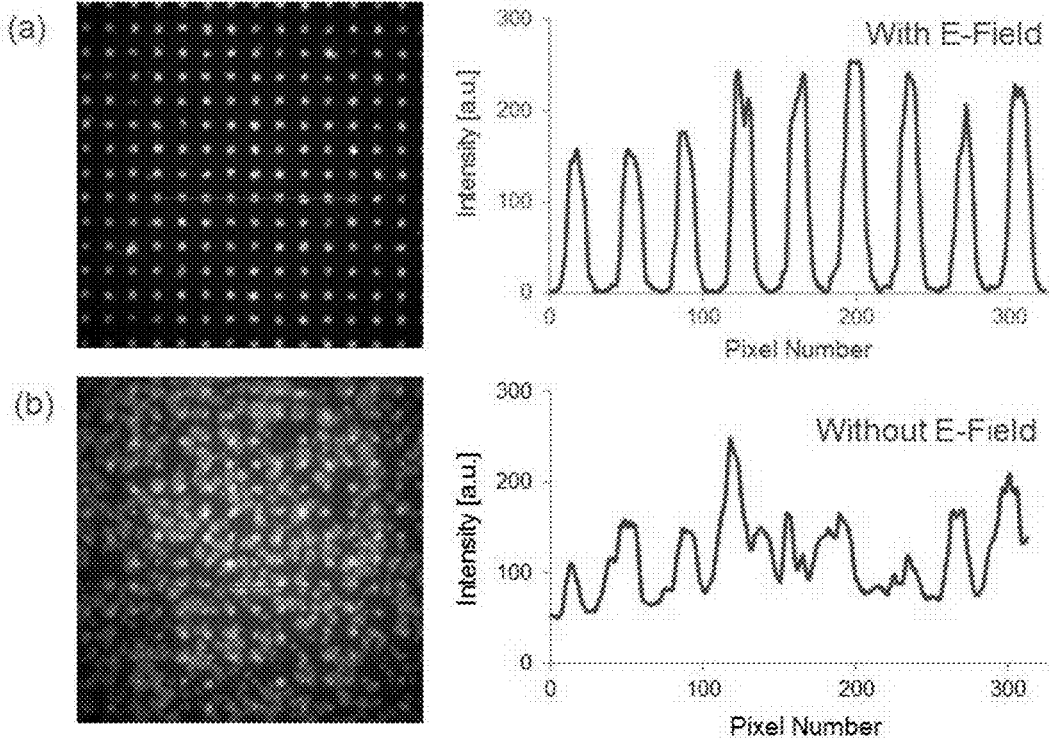 (a)
With E-Field
Intensity [a.u.]
300
200
100
0
0 100 200 300
Pixel Number
(b)
Without E-Field
Intensity [a.u.]
300
200
100
0
0 100 200 300
Pixel Number